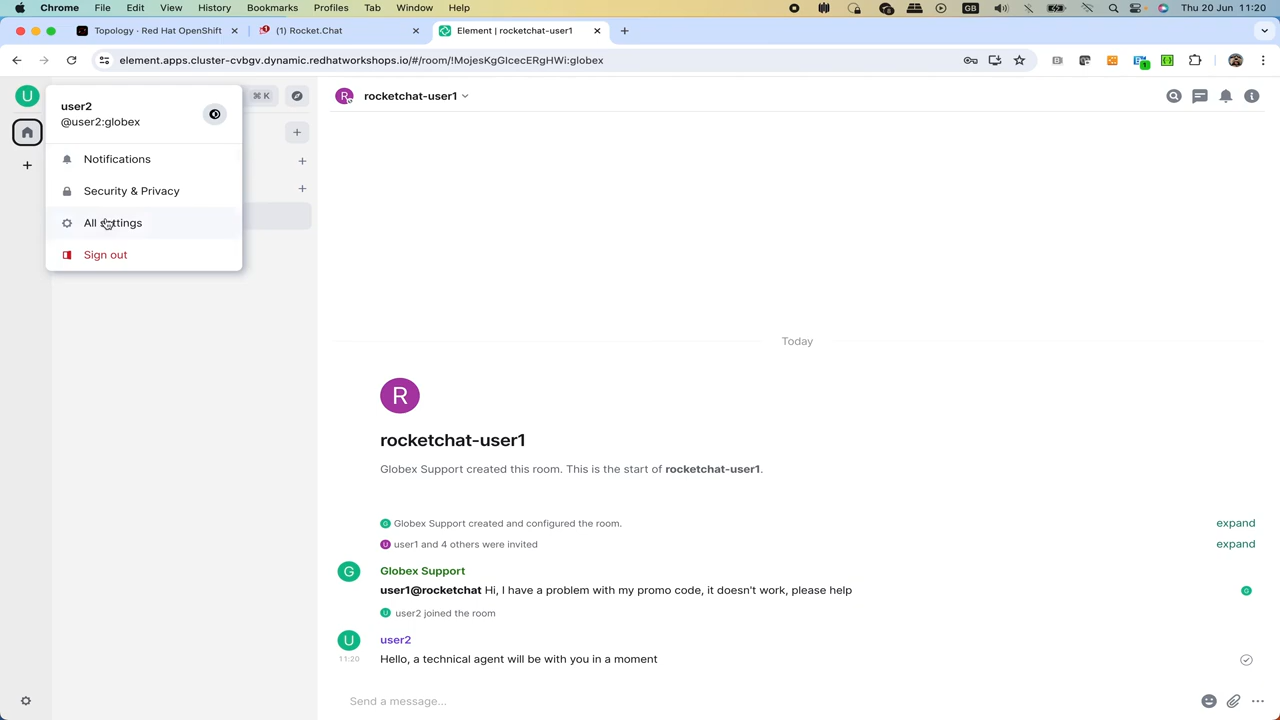 Chrome File Edit View History Bookmarks Profiles Tab Window Help GB Thu 20 Jun 11:20
Topology · Red Hat OpenShift
(1) Rocket.Chat
Element | rocketchat-user1
element.apps.cluster-cvbgv.dynamic.redhatworkshops.io/#/room/!MojesKgGIcecERgHWi:globex
1
U
user2
@user2:globex
⌘ K
R
rocketchat-user1
Notifications
Security & Privacy
All settings
Sign out
Today
R
rocketchat-user1
Globex Support created this room. This is the start of rocketchat-user1.
G Globex Support created and configured the room. expand
U user1 and 4 others were invited expand
G Globex Support
user1@rocketchat Hi, I have a problem with my promo code, it doesn't work, please help G
U user2 joined the room
U user2
11:20 Hello, a technical agent will be with you in a moment
Send a message...